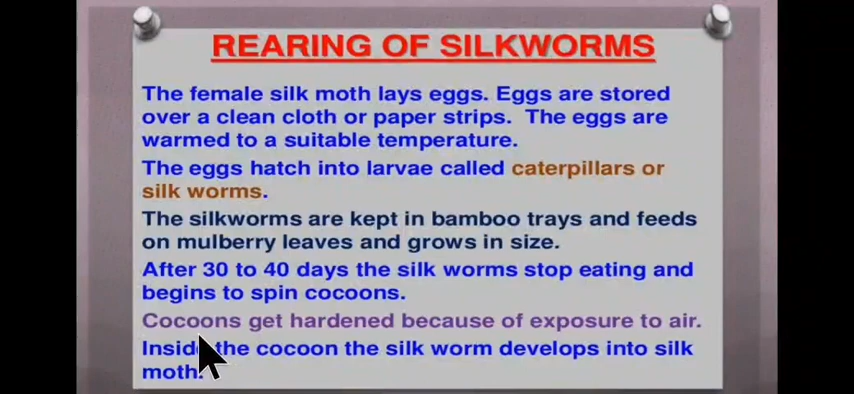 REARING OF SILKWORMS
The female silk moth lays eggs. Eggs are stored
over a clean cloth or paper strips. The eggs are
warmed to a suitable temperature.
The eggs hatch into larvae called caterpillars or
silk worms.
The silkworms are kept in bamboo trays and feeds
on mulberry leaves and grows in size.
After 30 to 40 days the silk worms stop eating and
begins to spin cocoons.
Cocoons get hardened because of exposure to air.
Inside the cocoon the silk worm develops into silk
moth.